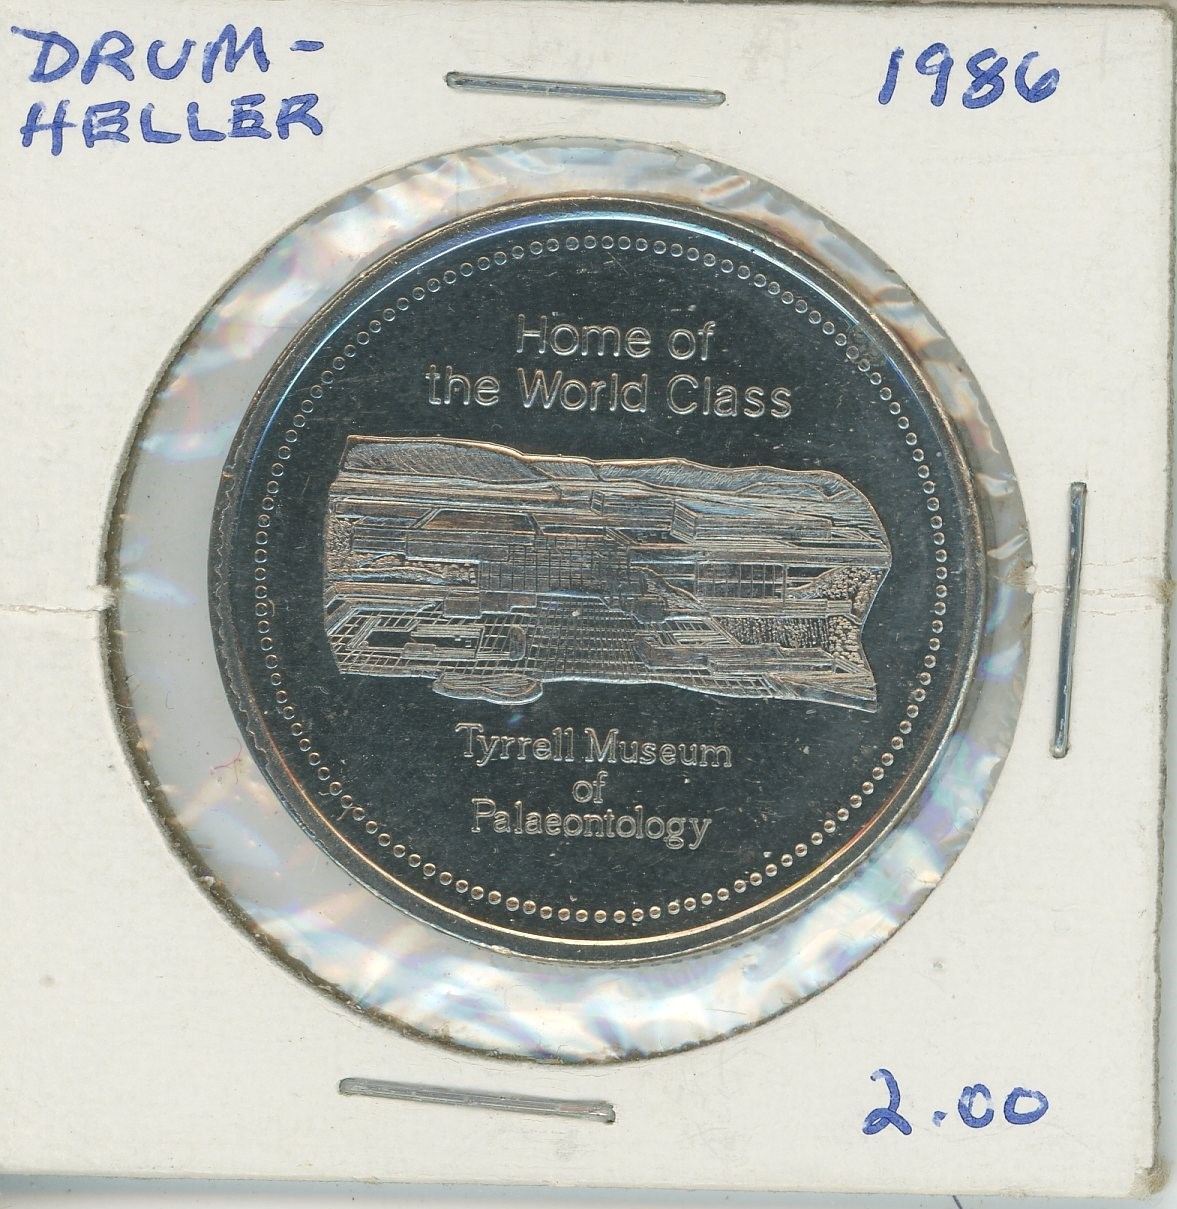 DRUM-
HELLER
1986
Home of
the World Class
Tyrrell Museum
of
Palaeontology
2.00